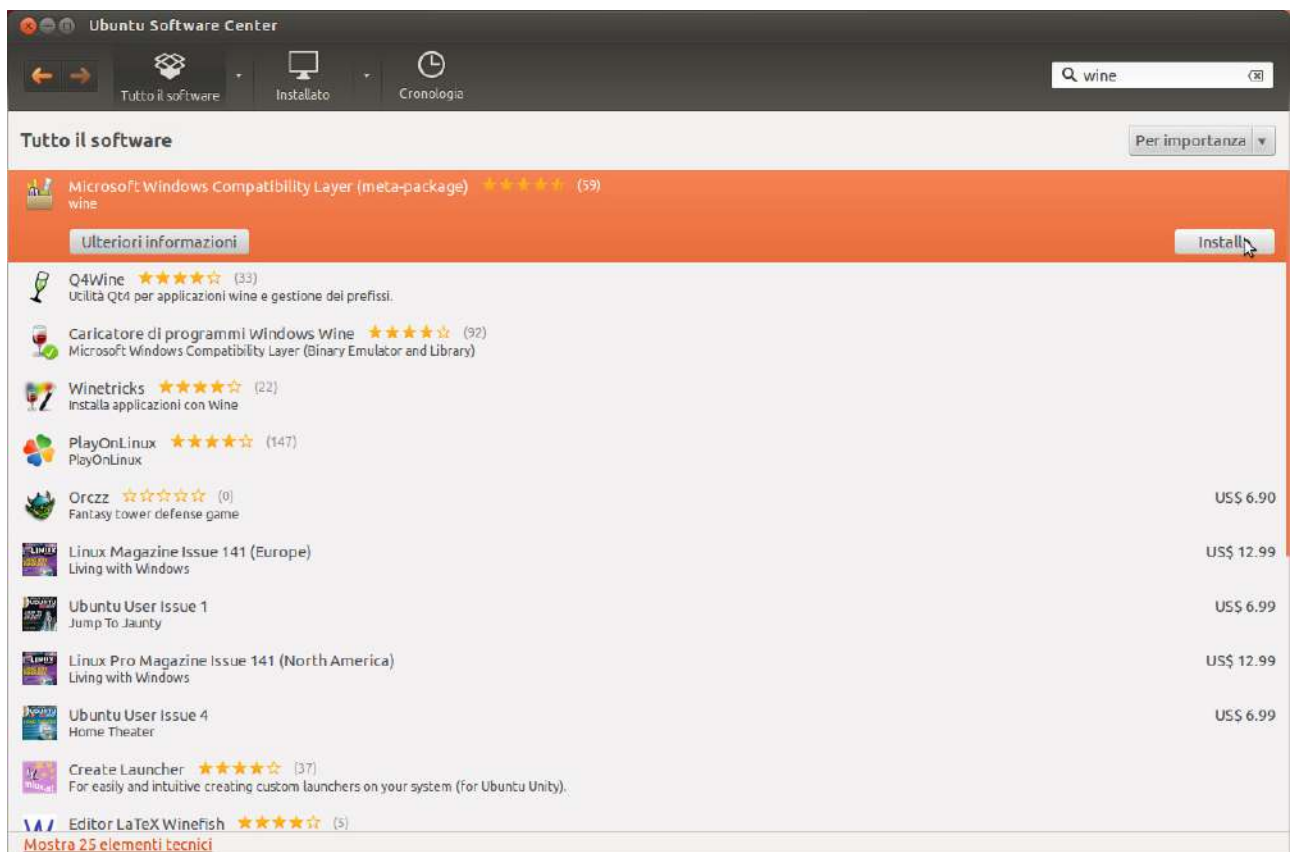 Ubuntu Software Center
Tutto il software
Installato
Cronologia
wine
Tutto il software
Per importanza
Microsoft Windows Compatibility Layer (meta-package) (59)
wine
Ulteriori informazioni
Install
Q4Wine (33)
Utilità Qt4 per applicazioni wine e gestione dei prefissi.
Caricatore di programmi Windows Wine (92)
Microsoft Windows Compatibility Layer (Binary Emulator and Library)
Winetricks (22)
Installa applicazioni con Wine
PlayOnLinux (147)
PlayOnLinux
Orczz (0)
Fantasy tower defense game
US$ 6.90
Linux Magazine Issue 141 (Europe)
Living with Windows
US$ 12.99
Ubuntu User Issue 1
Jump To Jaunty
US$ 6.99
Linux Pro Magazine Issue 141 (North America)
Living with Windows
US$ 12.99
Ubuntu User Issue 4
Home Theater
US$ 6.99
Create Launcher (37)
For easily and intuitive creating custom launchers on your system (for Ubuntu Unity).
Editor LaTeX Winefish (5)
Mostra 25 elementi tecnici